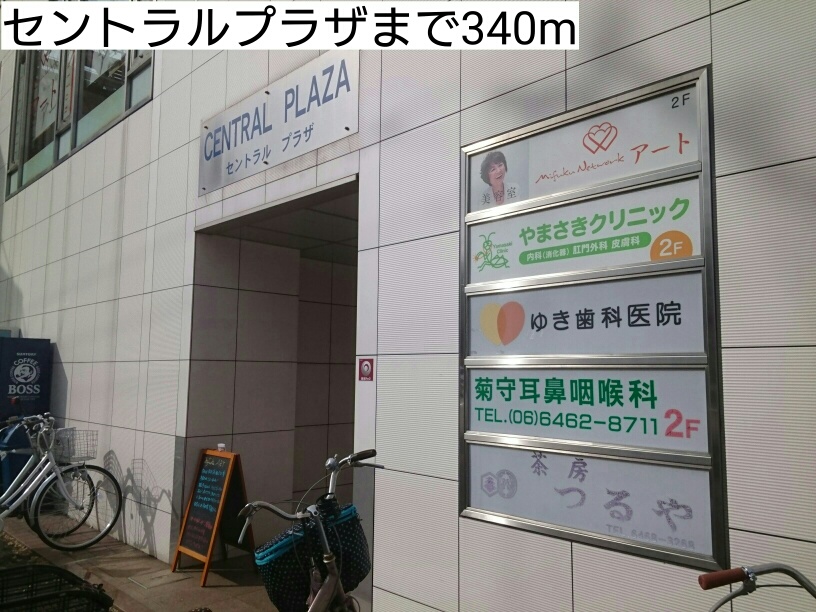 セントラルプラザまで340m
CENTRAL PLAZA
セントラル プラザ
2F
美容室
Mifuku Network アート
やまさきクリニック
内科(消化器) 肛門外科 皮膚科
2F
ゆき歯科医院
菊守耳鼻咽喉科
TEL.(06)6462-8711 2F
茶房
つるや
SUNTORY
COFFEE
BOSS